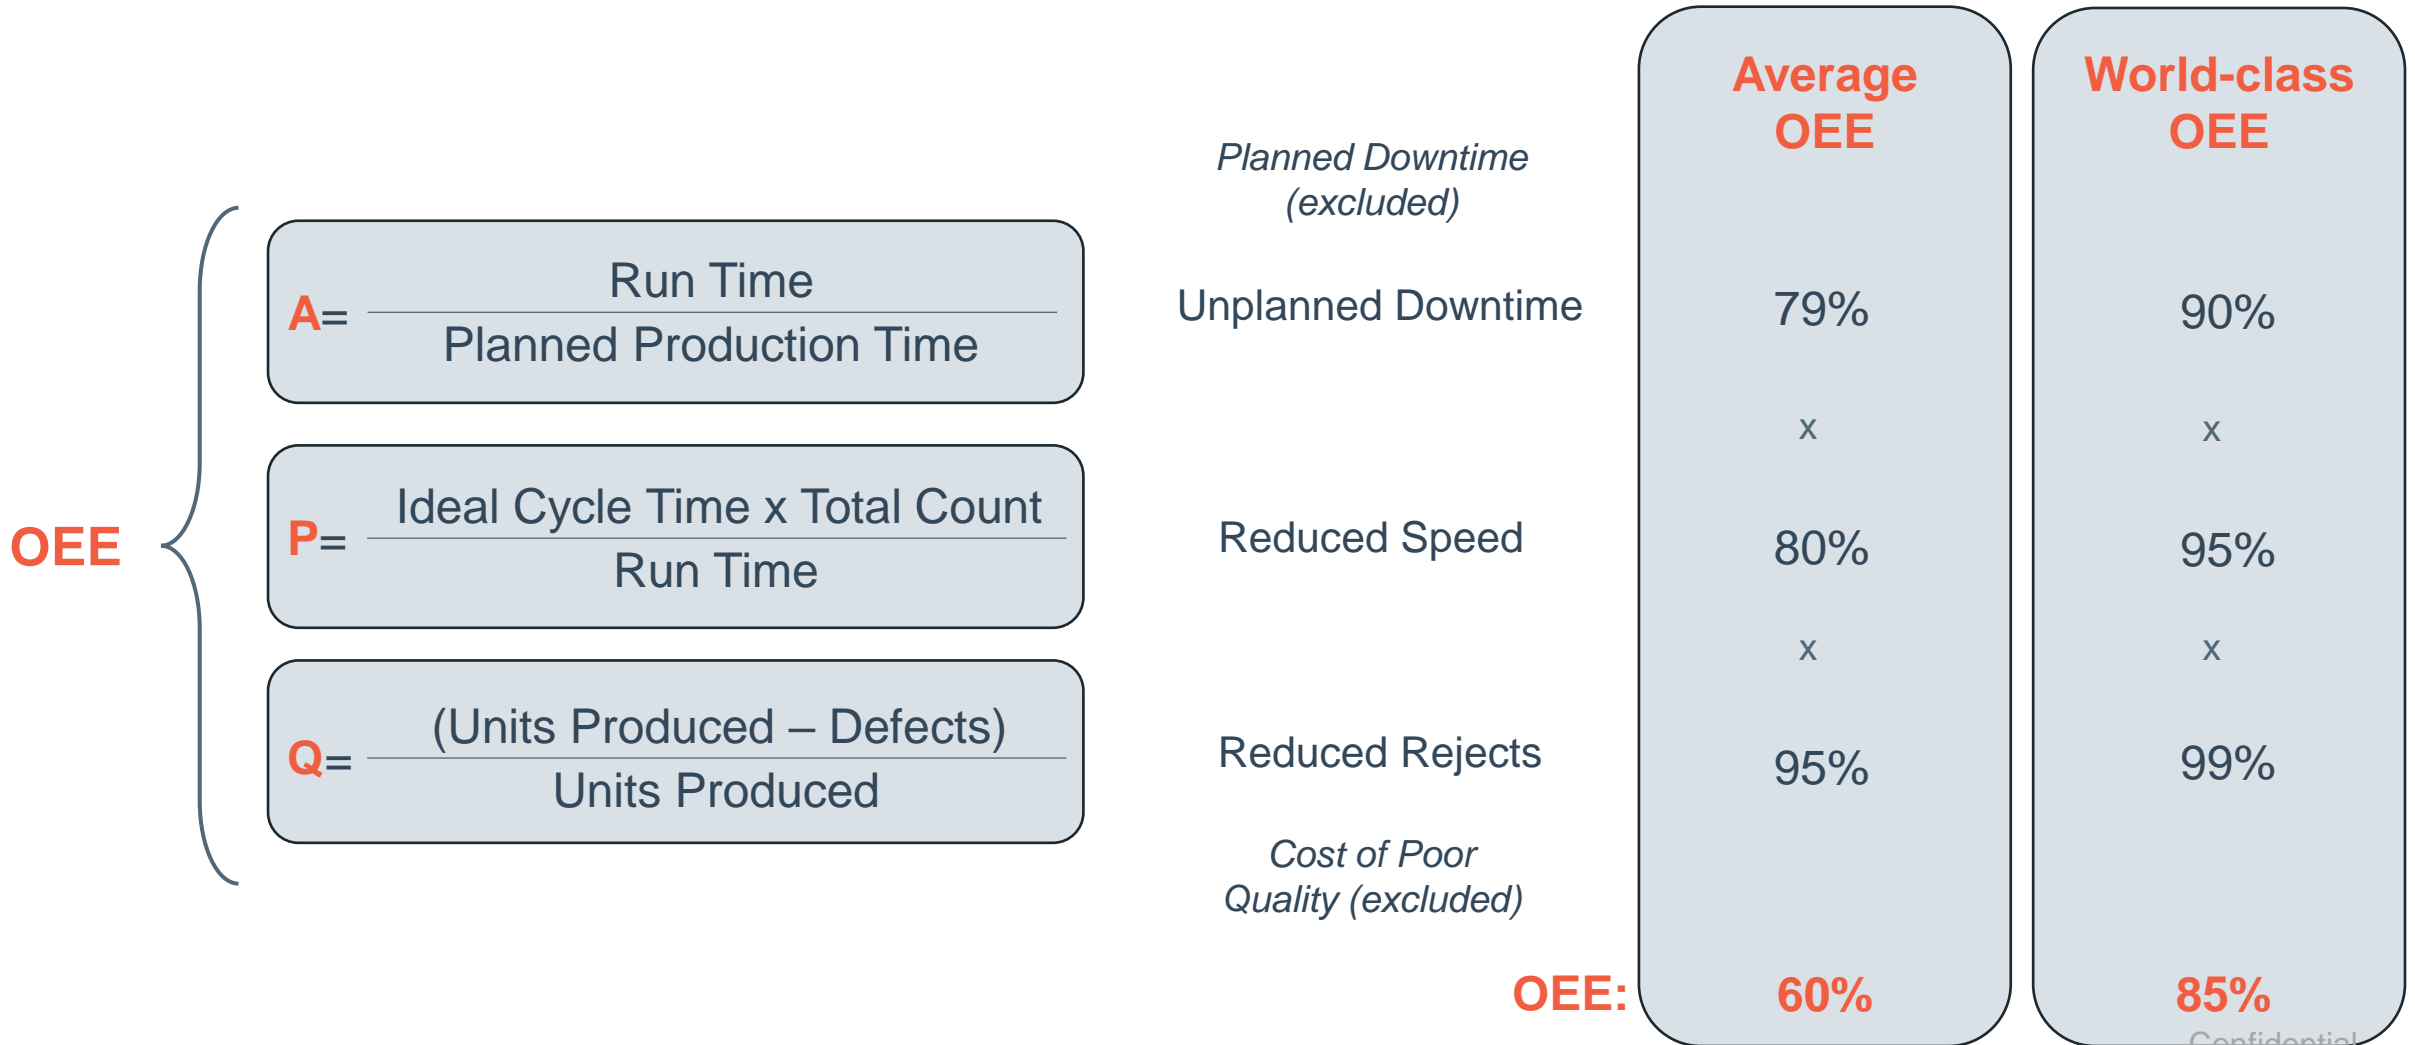 OEE
A=
Run Time
Planned Production Time
P=
Ideal Cycle Time x Total Count
Run Time
Q=
(Units Produced – Defects)
Units Produced
Planned Downtime
(excluded)
Unplanned Downtime
Reduced Speed
Reduced Rejects
Cost of Poor
Quality (excluded)
OEE:
Average
OEE
79%
x
80%
x
95%
60%
World-class
OEE
90%
x
95%
x
99%
85%
Confidential